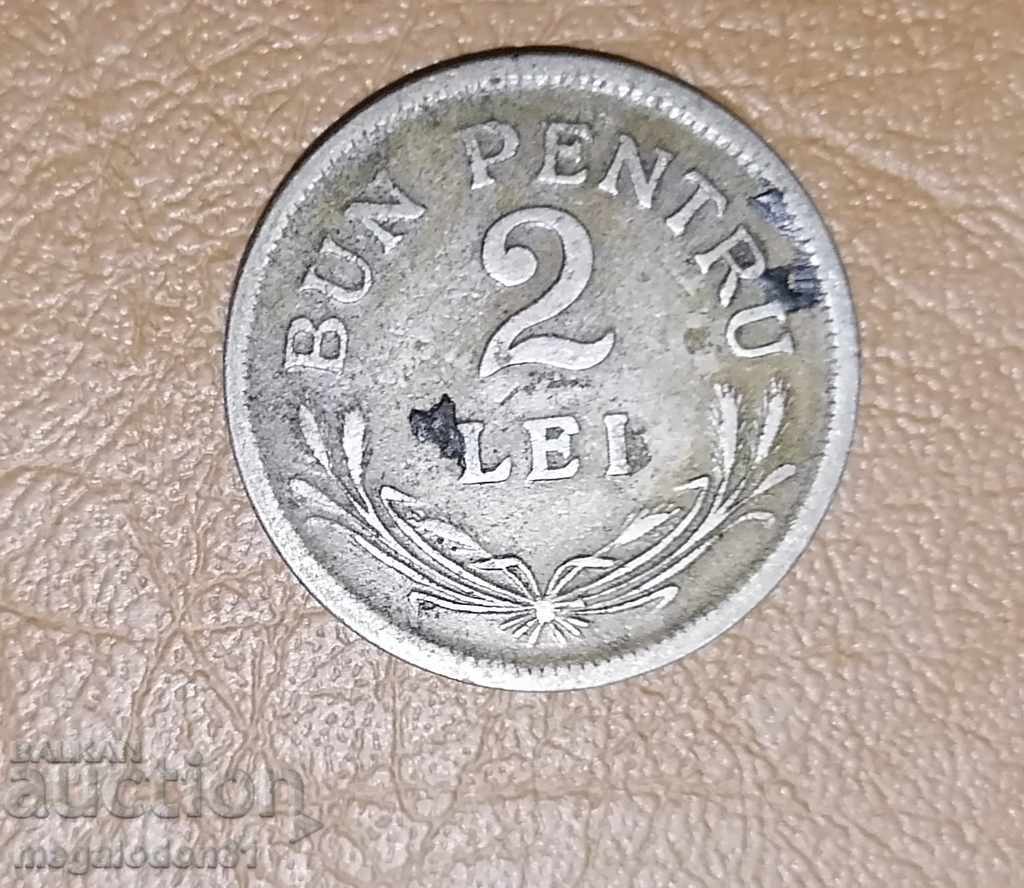 BUN PENTRU
2
LEI
BALKAN
auction
megalodon81